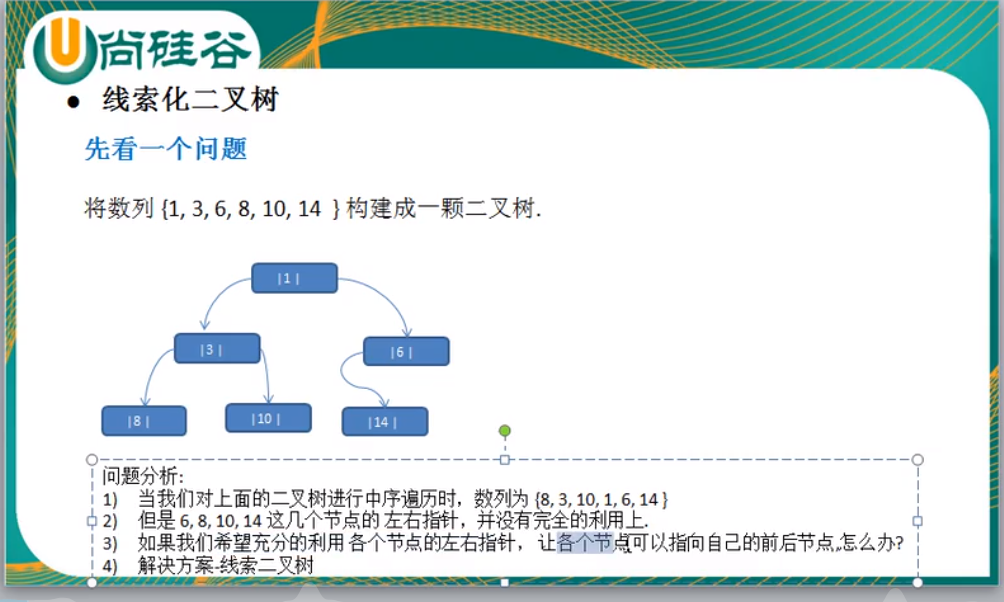 尚硅谷
● 线索化二叉树
先看一个问题
将数列 {1, 3, 6, 8, 10, 14  } 构建成一颗二叉树.
|1 |
|3 |
|6 |
|8 |
|10 |
|14 |
问题分析:
1) 当我们对上面的二叉树进行中序遍历时，数列为 {8, 3, 10, 1, 6, 14 }
2) 但是 6, 8, 10, 14 这几个节点的 左右指针，并没有完全的利用上.
3) 如果我们希望充分的利用 各个节点的左右指针， 让各个节点可以指向自己的前后节点,怎么办?
4) 解决方案-线索二叉树